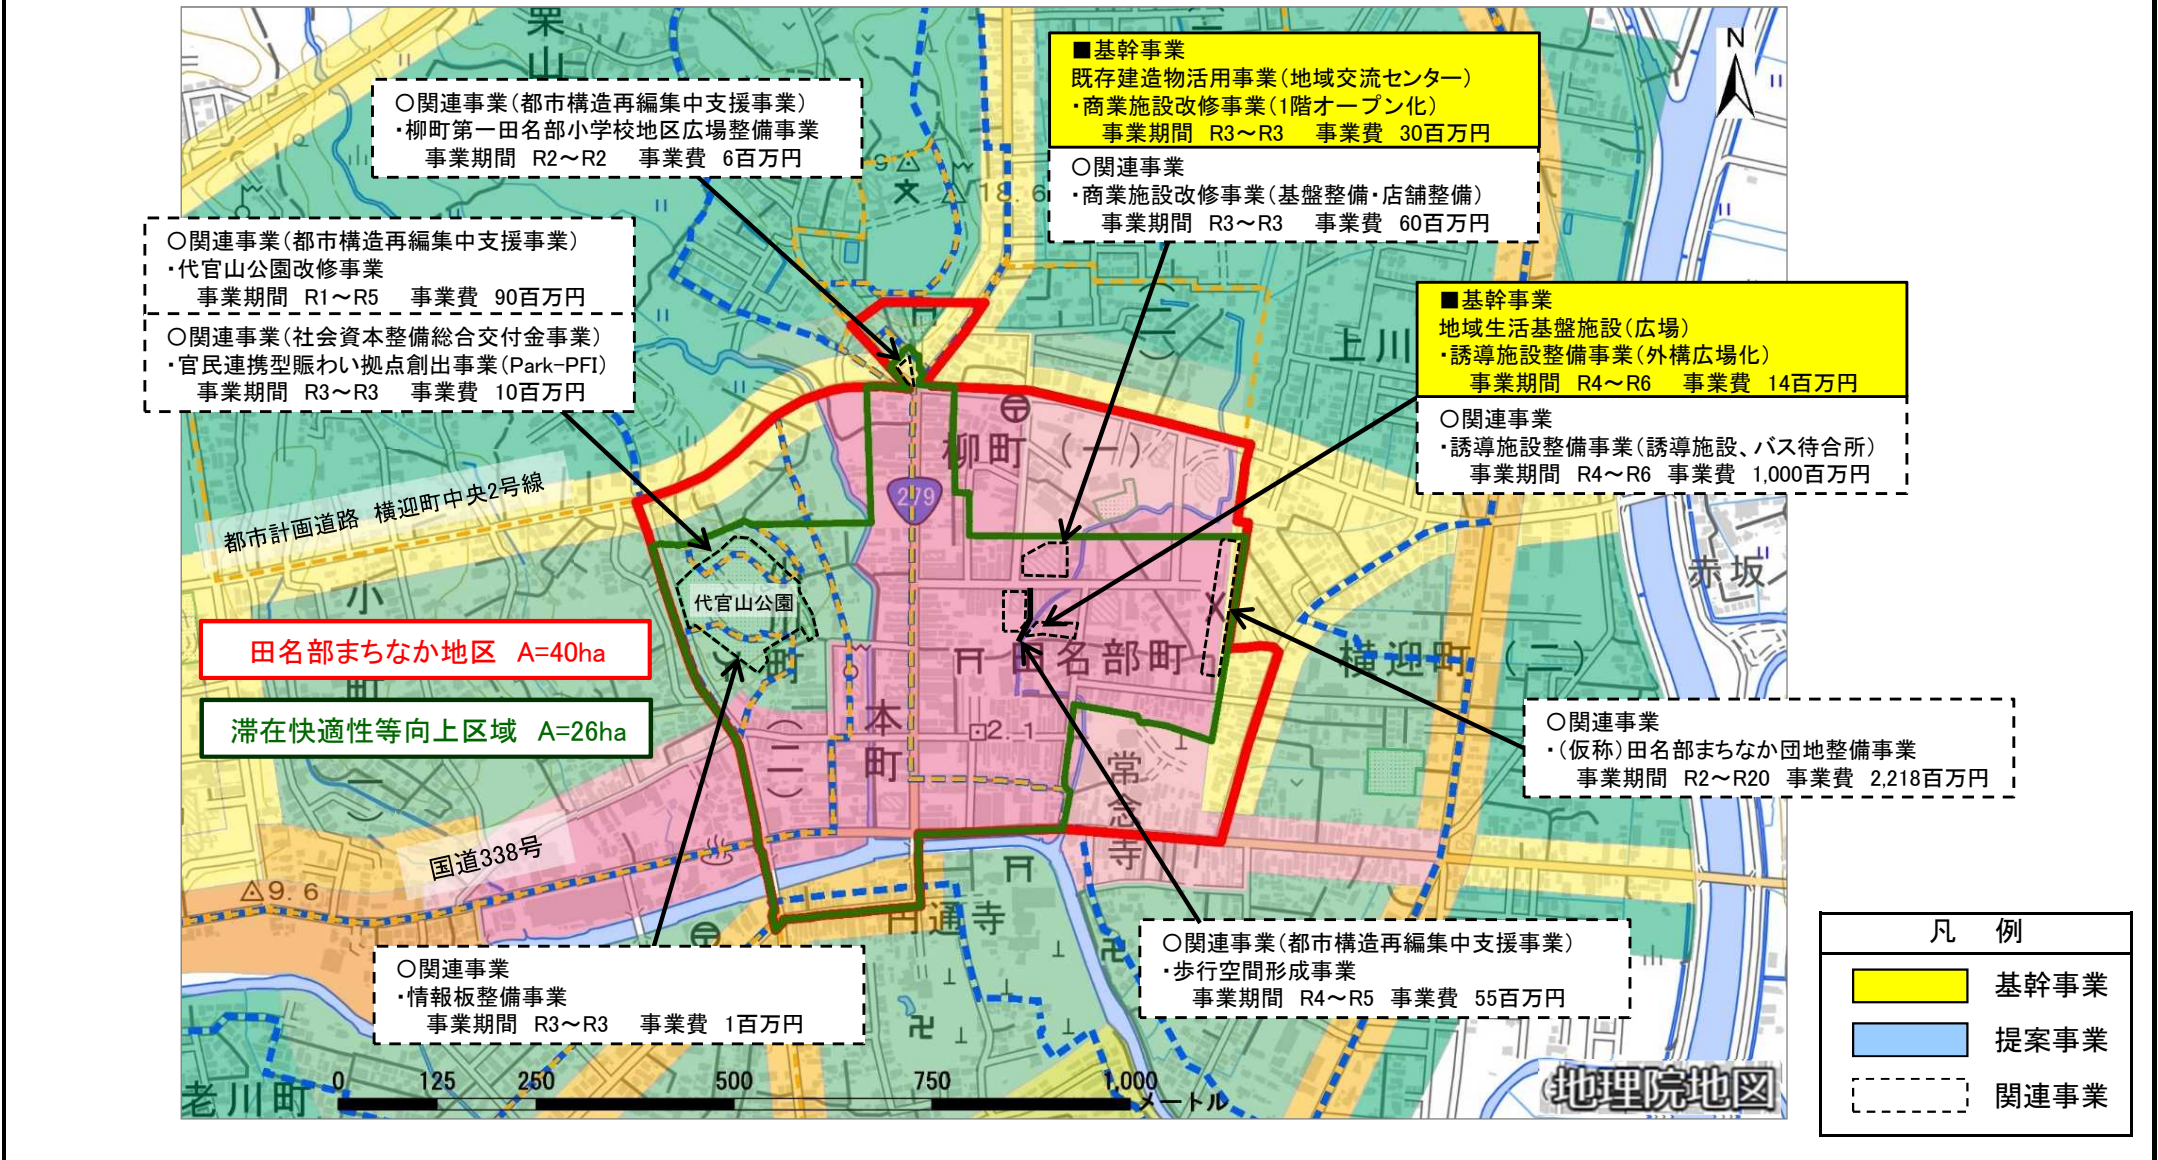 ○関連事業(都市構造再編集中支援事業)
・柳町第一田名部小学校地区広場整備事業
事業期間 R2～R2 事業費 6百万円
■基幹事業
既存建造物活用事業(地域交流センター)
・商業施設改修事業(1階オープン化)
事業期間 R3～R3 事業費 30百万円
○関連事業
・商業施設改修事業(基盤整備・店舗整備)
事業期間 R3～R3 事業費 60百万円
N
○関連事業(都市構造再編集中支援事業)
・代官山公園改修事業
事業期間 R1～R5 事業費 90百万円
○関連事業(社会資本整備総合交付金事業)
・官民連携型賑わい拠点創出事業(Park-PFI)
事業期間 R3～R3 事業費 10百万円
■基幹事業
地域生活基盤施設(広場)
・誘導施設整備事業(外構広場化)
事業期間 R4～R6 事業費 14百万円
○関連事業
・誘導施設整備事業(誘導施設、バス待合所)
事業期間 R4～R6 事業費 1,000百万円
栗山
18.6
上川
柳町(一)
279
都市計画道路 横迎町中央2号線
赤坂
小
代官山公園
町
田名部まちなか地区 A=40ha
滞在快適性等向上区域 A=26ha
田名部町
横迎町(二)
本町
(二)
2.1
常念寺
○関連事業
・(仮称)田名部まちなか団地整備事業
事業期間 R2～R20 事業費 2,218百万円
国道338号
9.6
円通寺
○関連事業
・情報板整備事業
事業期間 R3～R3 事業費 1百万円
○関連事業(都市構造再編集中支援事業)
・歩行空間形成事業
事業期間 R4～R5 事業費 55百万円
凡 例
基幹事業
提案事業
関連事業
老川町
0 125 250 500 750 1,000
メートル
地理院地図